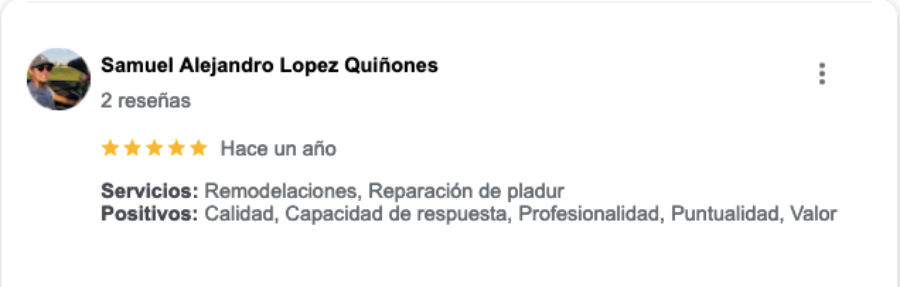 Samuel Alejandro Lopez Quiñones
2 reseñas
Hace un año
Servicios: Remodelaciones, Reparación de pladur
Positivos: Calidad, Capacidad de respuesta, Profesionalidad, Puntualidad, Valor